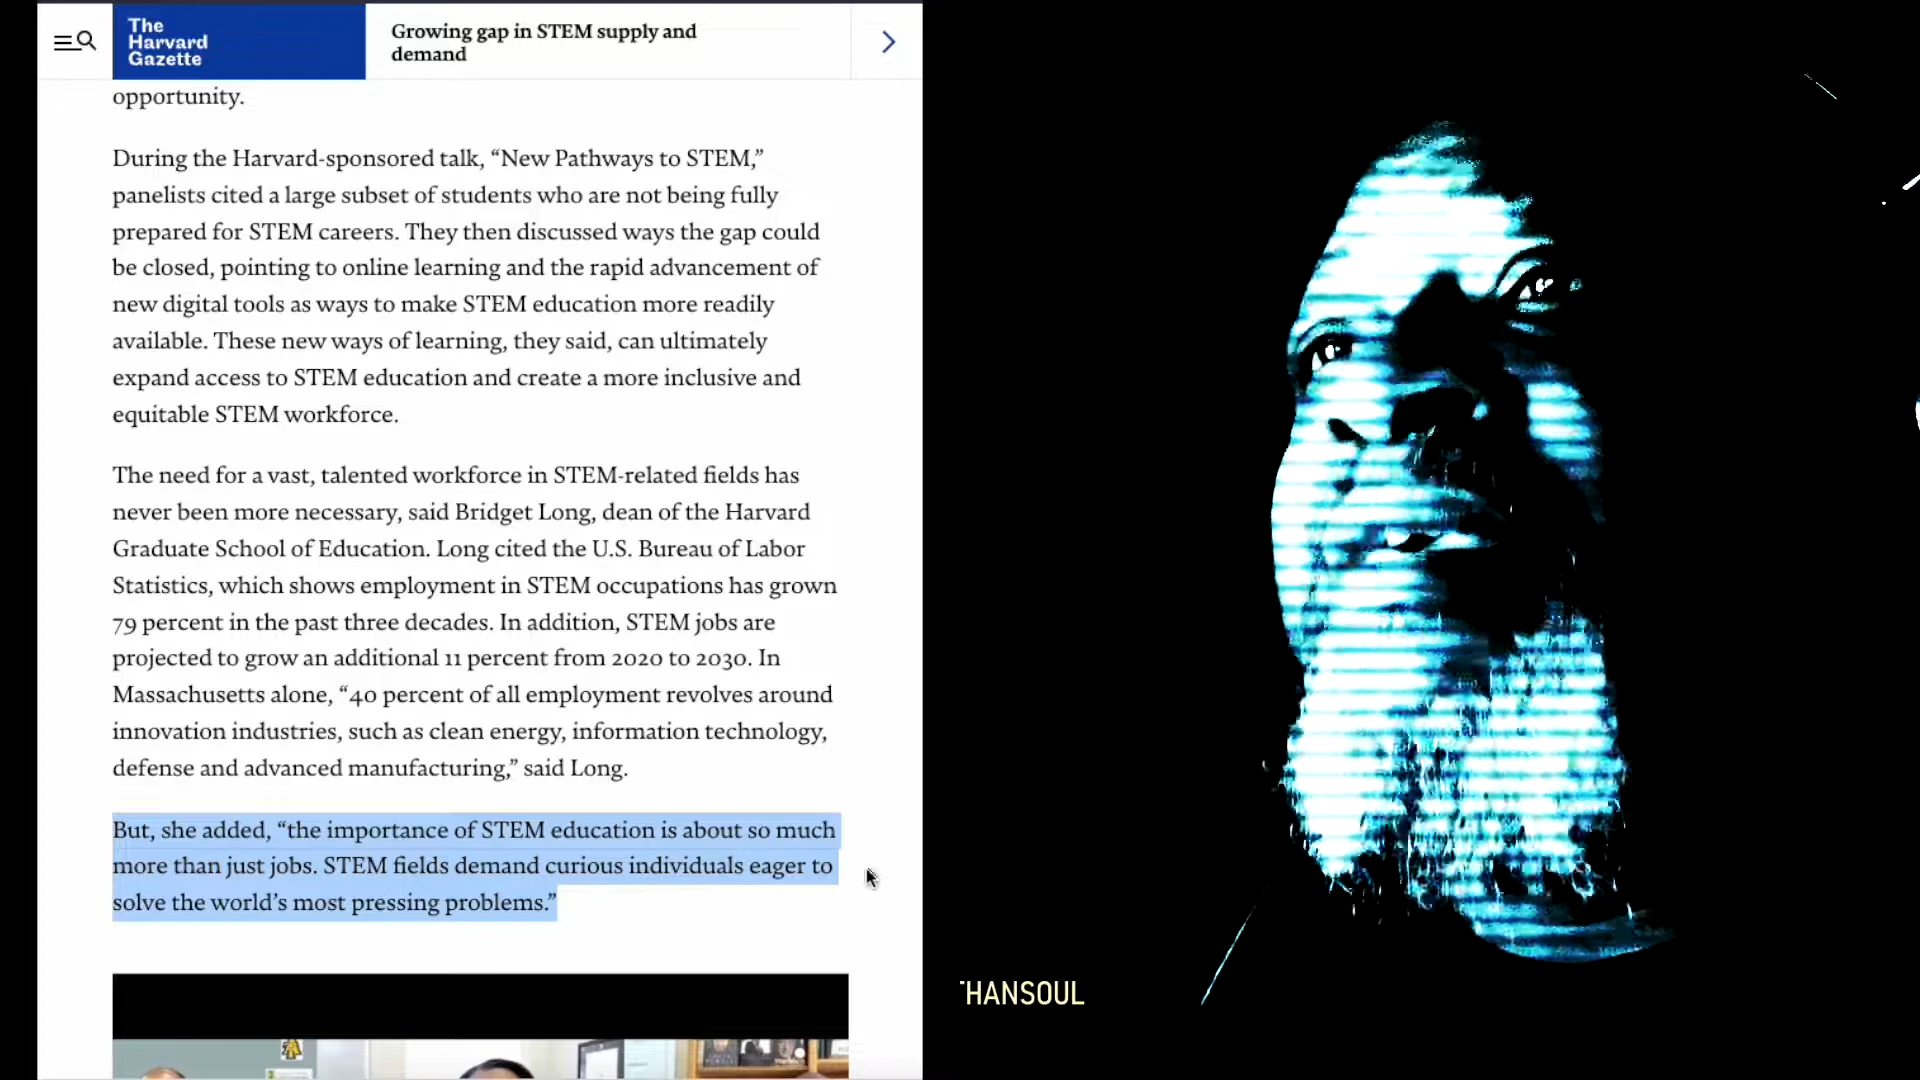 The
Harvard
Gazette
Growing gap in STEM supply and
demand
opportunity.
During the Harvard-sponsored talk, “New Pathways to STEM,”
panelists cited a large subset of students who are not being fully
prepared for STEM careers. They then discussed ways the gap could
be closed, pointing to online learning and the rapid advancement of
new digital tools as ways to make STEM education more readily
available. These new ways of learning, they said, can ultimately
expand access to STEM education and create a more inclusive and
equitable STEM workforce.
The need for a vast, talented workforce in STEM-related fields has
never been more necessary, said Bridget Long, dean of the Harvard
Graduate School of Education. Long cited the U.S. Bureau of Labor
Statistics, which shows employment in STEM occupations has grown
79 percent in the past three decades. In addition, STEM jobs are
projected to grow an additional 11 percent from 2020 to 2030. In
Massachusetts alone, “40 percent of all employment revolves around
innovation industries, such as clean energy, information technology,
defense and advanced manufacturing,” said Long.
But, she added, “the importance of STEM education is about so much
more than just jobs. STEM fields demand curious individuals eager to
solve the world’s most pressing problems.”
HANSOUL